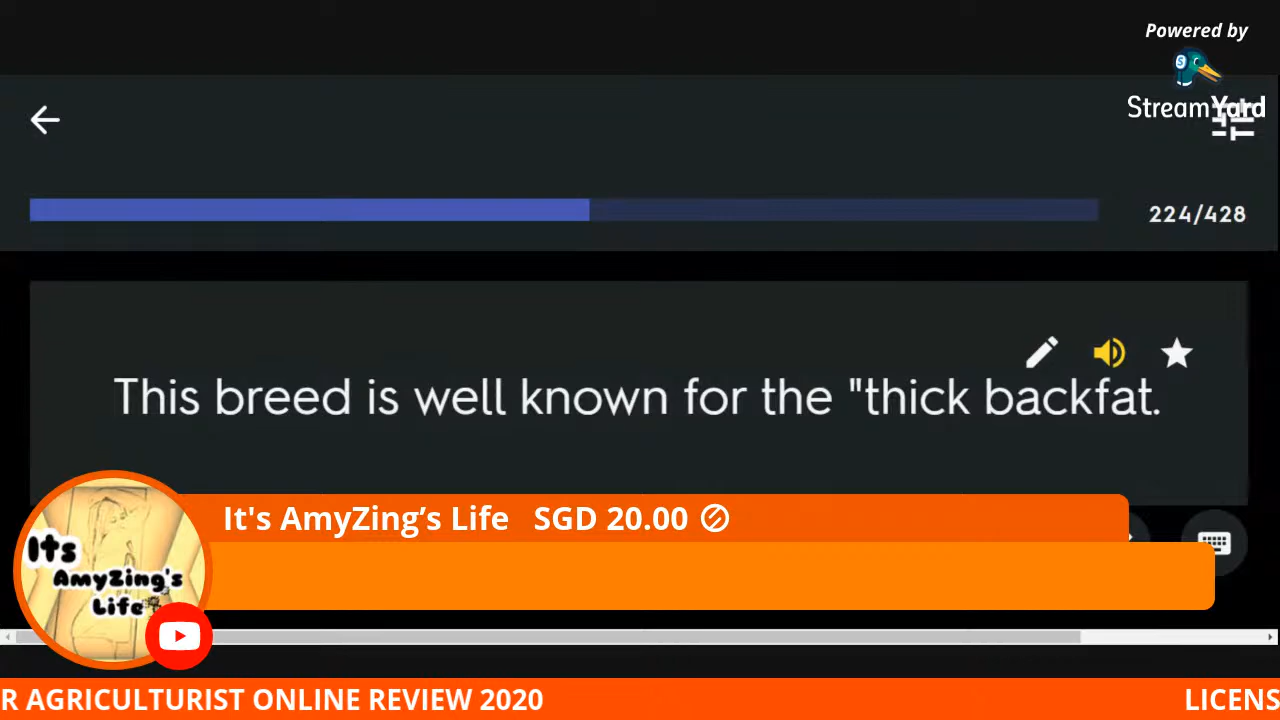 Powered by
StreamYard
224/428
This breed is well known for the "thick backfat.
It's AmyZing’s Life SGD 20.00
Its
AmyZing's
Life
R AGRICULTURIST ONLINE REVIEW 2020 LICENS